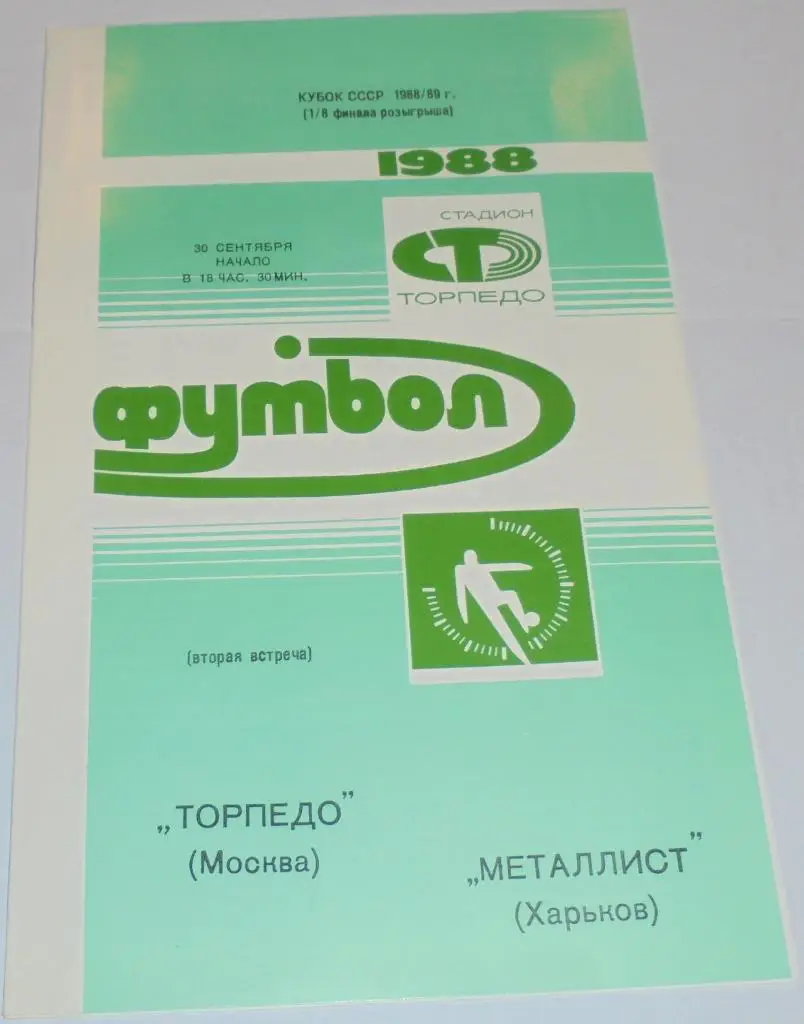 КУБОК СССР 1988/89 г.
(1/8 финала розыгрыша)
1988
СТАДИОН
СТ
ТОРПЕДО
30 СЕНТЯБРЯ
НАЧАЛО
В 18 ЧАС. 30 МИН.
футбол
(вторая встреча)
„ТОРПЕДО”
(Москва)
„МЕТАЛЛИСТ”
(Харьков)